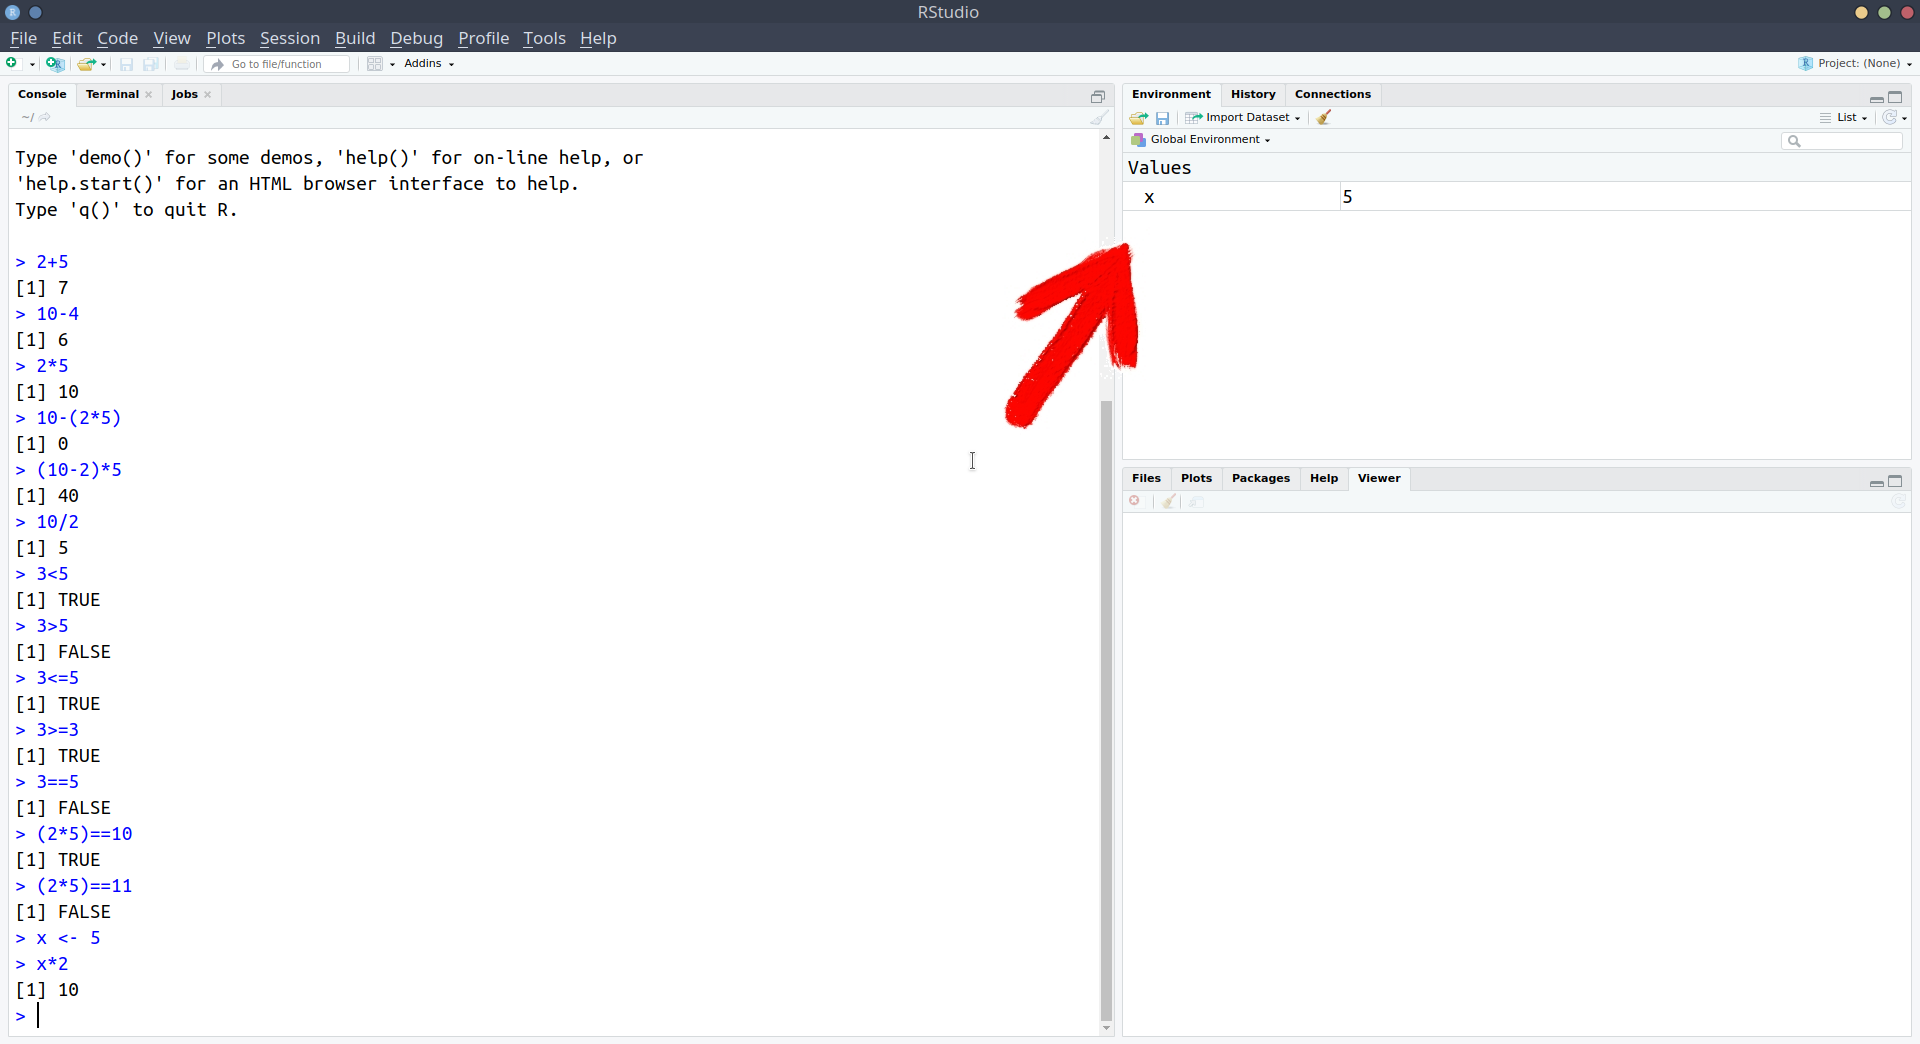 RStudio
File Edit Code View Plots Session Build Debug Profile Tools Help
Go to file/function Addins Project: (None)
Console Terminal Jobs
~/
Type 'demo()' for some demos, 'help()' for on-line help, or
'help.start()' for an HTML browser interface to help.
Type 'q()' to quit R.
> 2+5
[1] 7
> 10-4
[1] 6
> 2*5
[1] 10
> 10-(2*5)
[1] 0
> (10-2)*5
[1] 40
> 10/2
[1] 5
> 3<5
[1] TRUE
> 3>5
[1] FALSE
> 3<=5
[1] TRUE
> 3>=3
[1] TRUE
> 3==5
[1] FALSE
> (2*5)==10
[1] TRUE
> (2*5)==11
[1] FALSE
> x <- 5
> x*2
[1] 10
>
Environment History Connections
Import Dataset List
Global Environment
Values
x 5
Files Plots Packages Help Viewer